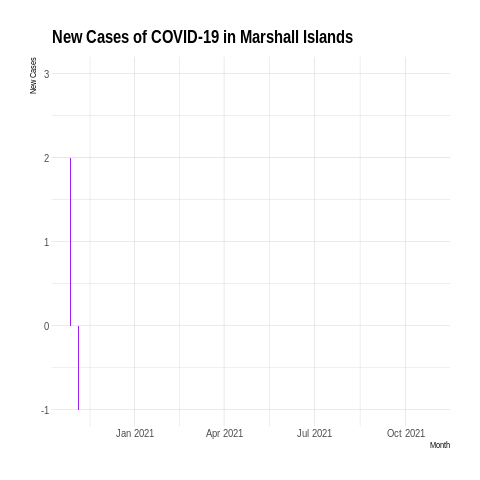 New Cases of COVID-19 in Marshall Islands
New Cases
3
2
1
0
-1
Jan 2021
Apr 2021
Jul 2021
Oct 2021
Month